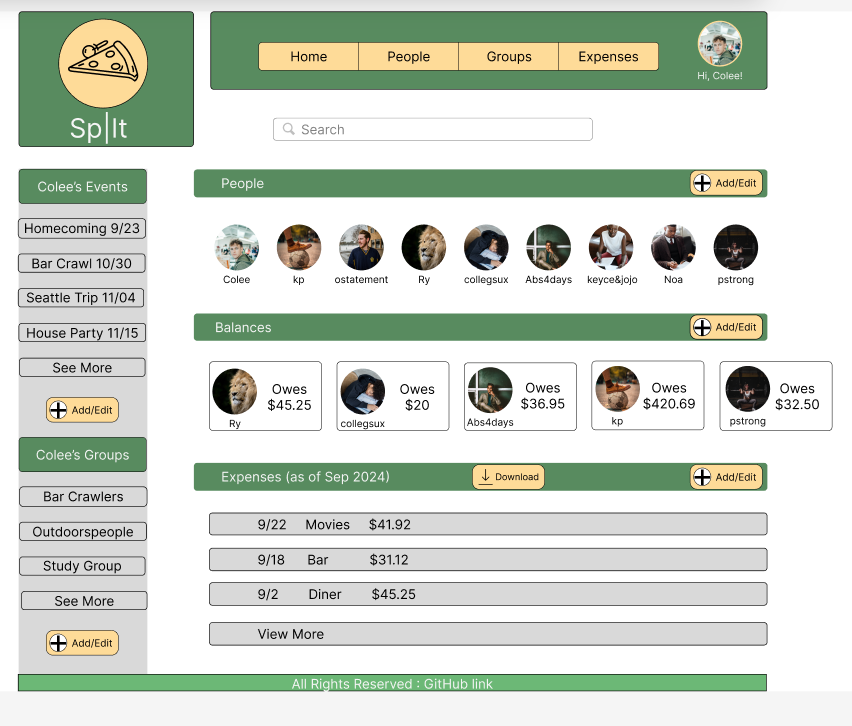 Sp|It
Home People Groups Expenses
Hi, Colee!
Search
Colee's Events
Homecoming 9/23
Bar Crawl 10/30
Seattle Trip 11/04
House Party 11/15
See More
Add/Edit
Colee's Groups
Bar Crawlers
Outdoorspeople
Study Group
See More
Add/Edit
People Add/Edit
Colee kp ostatement Ry collegsux Abs4days keyce&jojo Noa pstrong
Balances Add/Edit
Owes
$45.25
Ry
Owes
$20
collegsux
Owes
$36.95
Abs4days
Owes
$420.69
kp
Owes
$32.50
pstrong
Expenses (as of Sep 2024) Download Add/Edit
9/22 Movies $41.92
9/18 Bar $31.12
9/2 Diner $45.25
View More
All Rights Reserved : GitHub link